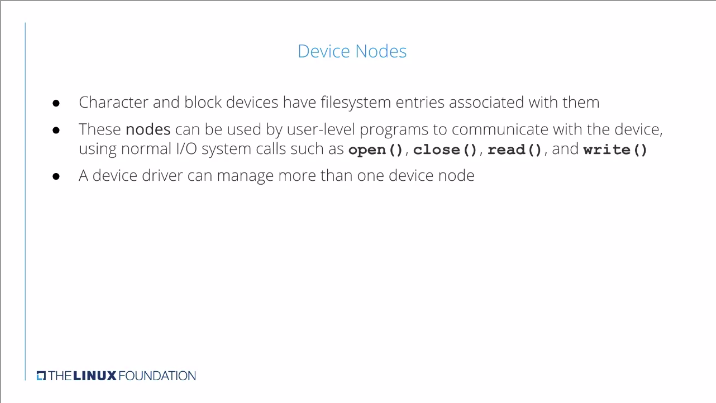 Device Nodes
● Character and block devices have filesystem entries associated with them
● These nodes can be used by user-level programs to communicate with the device,
using normal I/O system calls such as open(), close(), read(), and write()
● A device driver can manage more than one device node
THE LINUX FOUNDATION